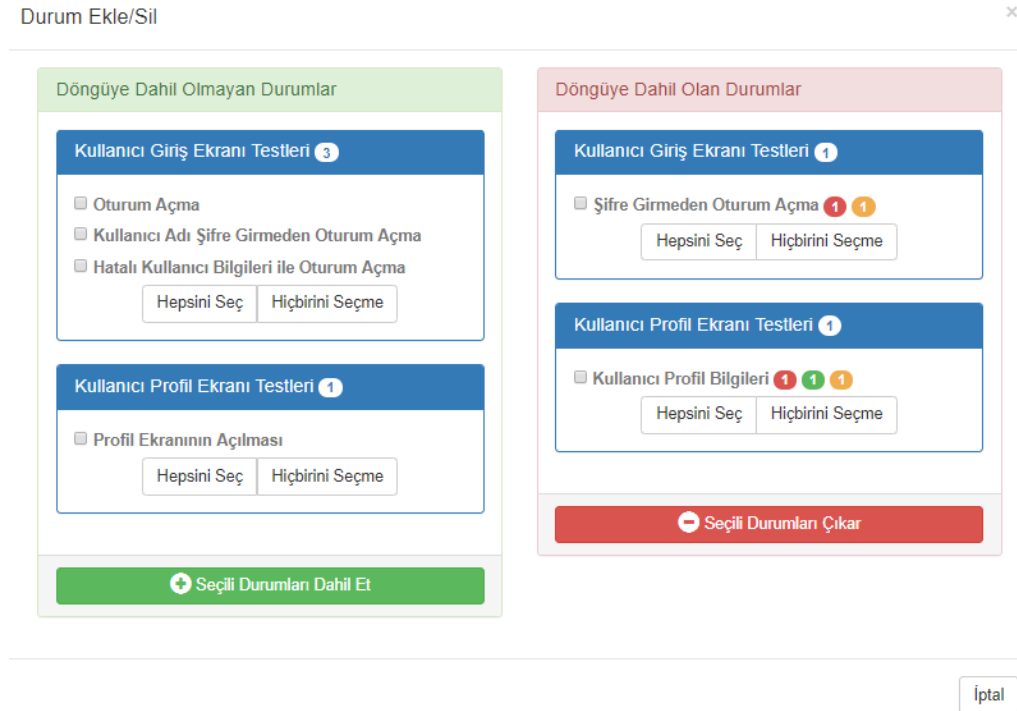 Durum Ekle/Sil
×
Döngüye Dahil Olmayan Durumlar
Kullanıcı Giriş Ekranı Testleri 3
Oturum Açma
Kullanıcı Adı Şifre Girmeden Oturum Açma
Hatalı Kullanıcı Bilgileri ile Oturum Açma
Hepsini Seç Hiçbirini Seçme
Kullanıcı Profil Ekranı Testleri 1
Profil Ekranının Açılması
Hepsini Seç Hiçbirini Seçme
Seçili Durumları Dahil Et
Döngüye Dahil Olan Durumlar
Kullanıcı Giriş Ekranı Testleri 1
Şifre Girmeden Oturum Açma 1 1
Hepsini Seç Hiçbirini Seçme
Kullanıcı Profil Ekranı Testleri 1
Kullanıcı Profil Bilgileri 1 1 1
Hepsini Seç Hiçbirini Seçme
Seçili Durumları Çıkar
İptal